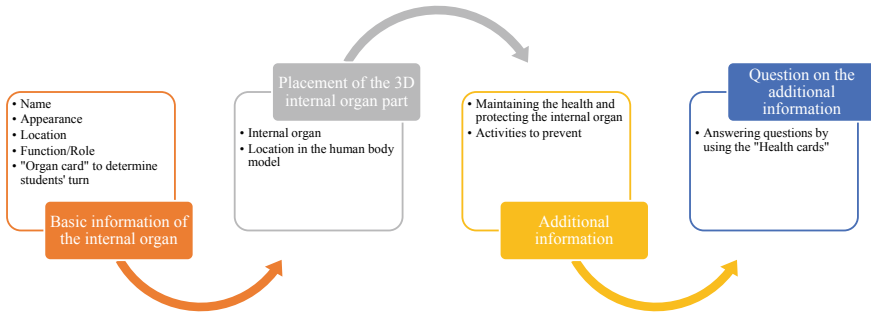 • Name
• Appearance
• Location
• Function/Role
• "Organ card" to determine
students' turn
Basic information of
the internal organ
Placement of the 3D
internal organ part
• Internal organ
• Location in the human body
model
• Maintaining the health and
protecting the internal organ
• Activities to prevent
Additional
information
Question on the
additional
information
• Answering questions by
using the "Health cards"